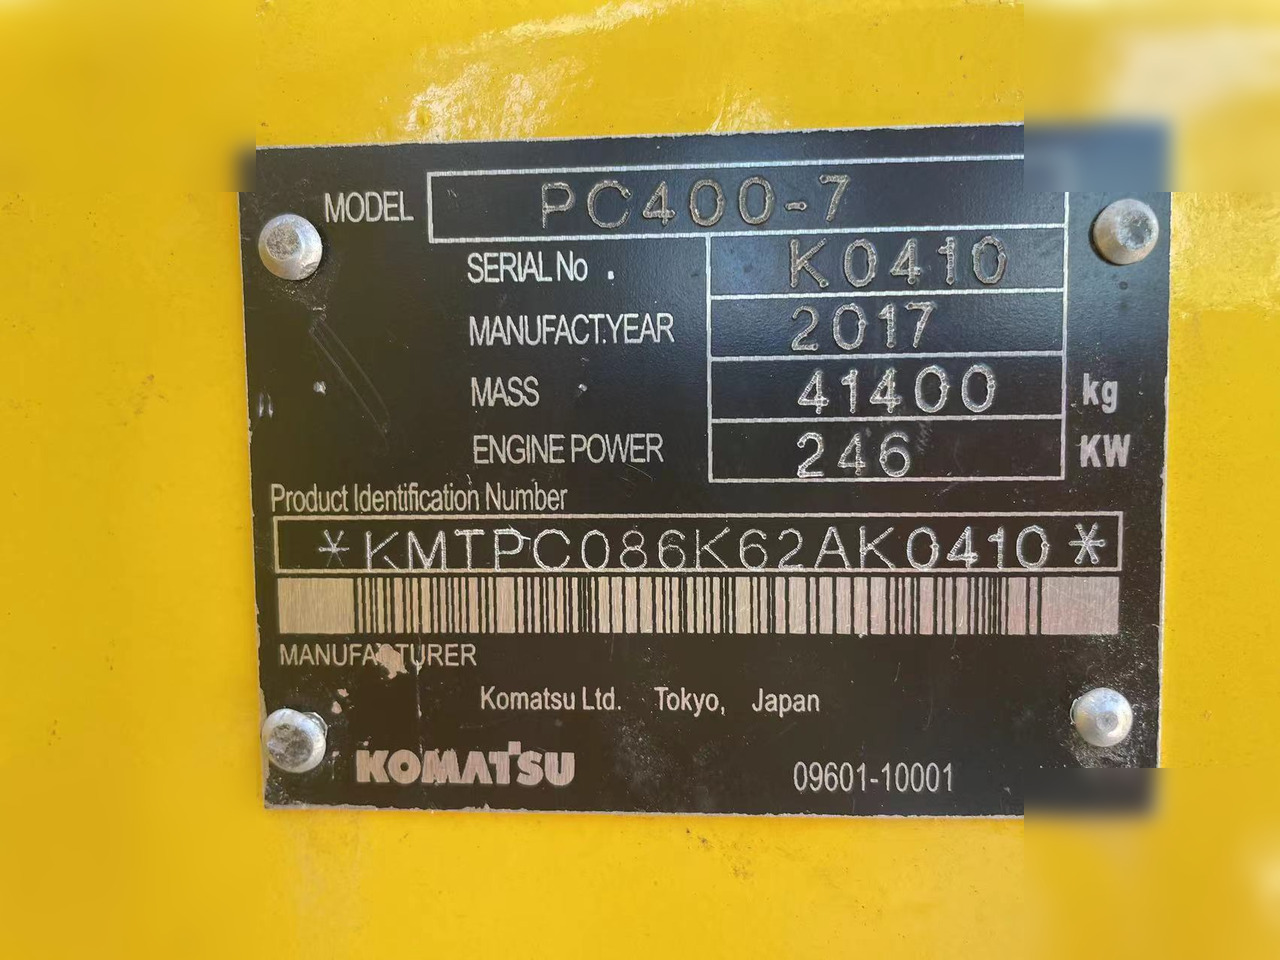 MODEL PC400-7
SERIAL No . K0410
MANUFACT.YEAR 2017
MASS 41400 kg
ENGINE POWER 246 KW
Product Identification Number
*KMTPC086K62AK0410*
MANUFACTURER
Komatsu Ltd. Tokyo, Japan
KOMATSU 09601-10001